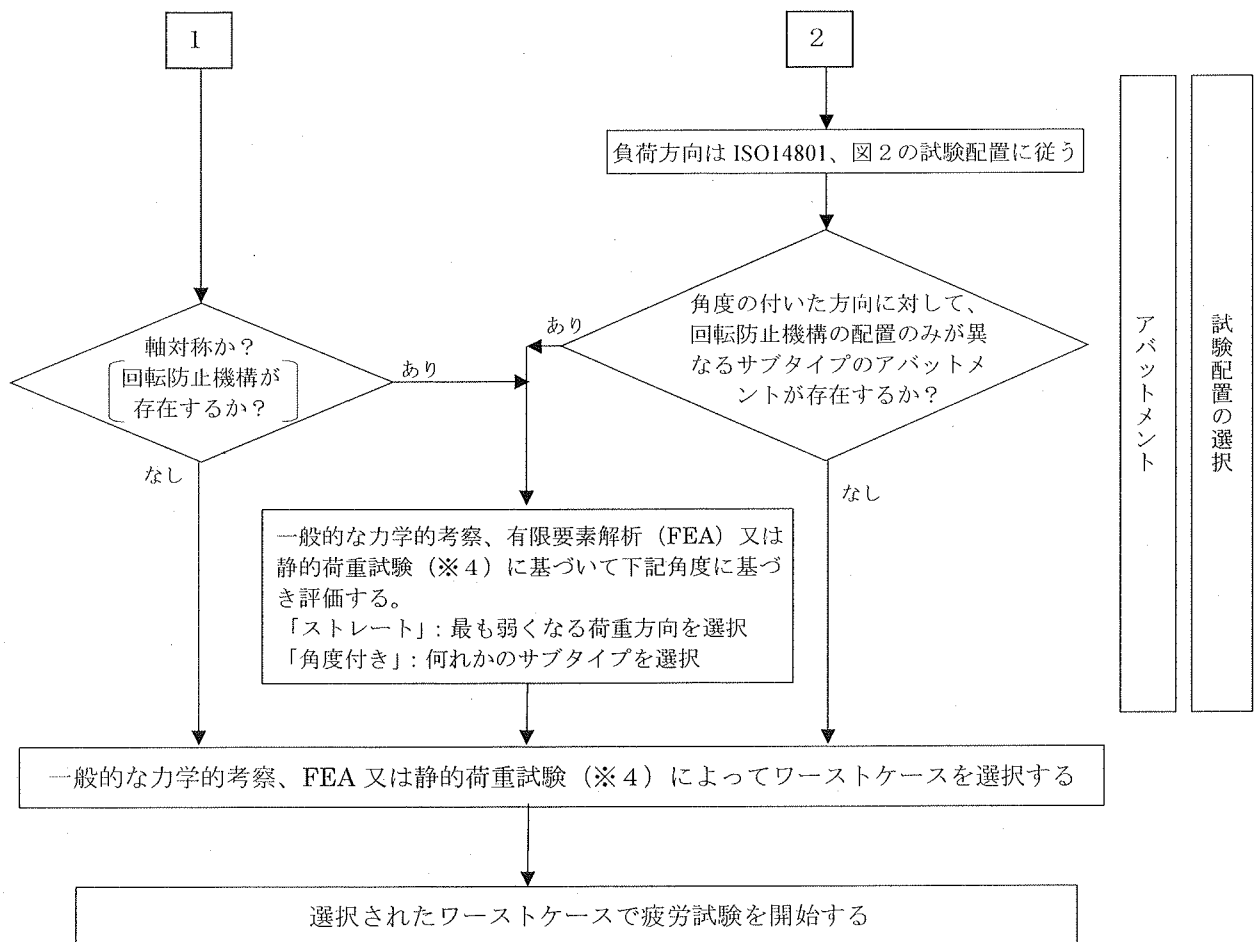 1
2
負荷方向は ISO14801、図２の試験配置に従う
軸対称か？
回転防止機構が
存在するか？
あり
なし
角度の付いた方向に対して、
回転防止機構の配置のみが異
なるサブタイプのアバットメ
ントが存在するか？
あり
なし
一般的な力学的考察、有限要素解析（FEA）又は
静的荷重試験（※４）に基づいて下記角度に基づ
き評価する。
「ストレート」：最も弱くなる荷重方向を選択
「角度付き」：何れかのサブタイプを選択
アバットメント
試験配置の選択
一般的な力学的考察、FEA 又は静的荷重試験（※４）によってワーストケースを選択する
選択されたワーストケースで疲労試験を開始する